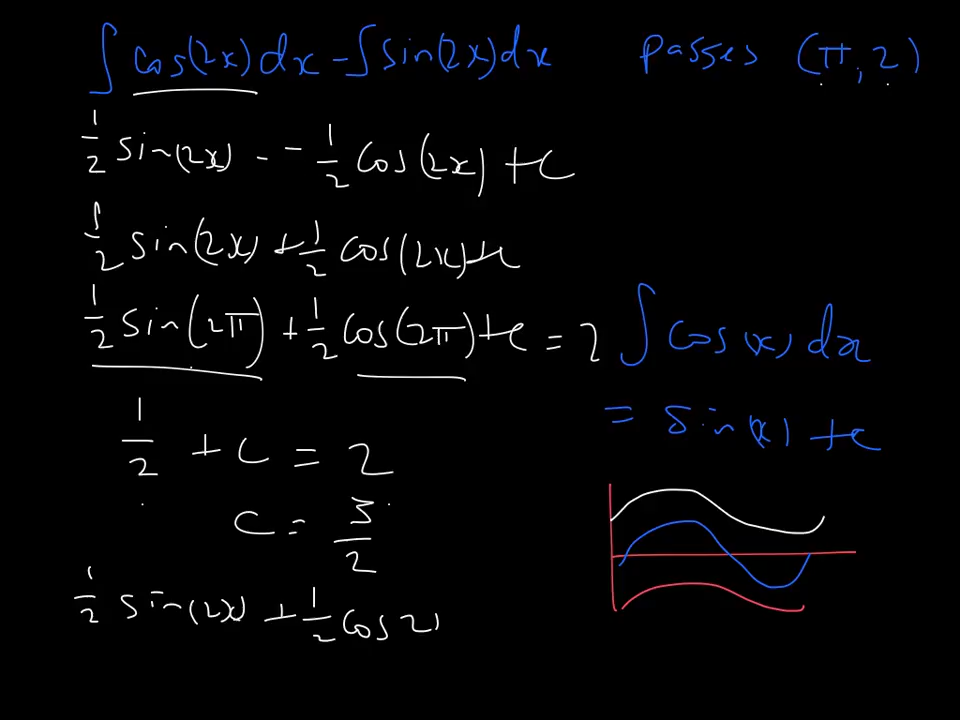 ∫ cos(2x) dx - ∫ sin(2x) dx passes (π, 2)
1/2 sin(2x) - - 1/2 cos(2x) + c
1/2 sin(2x) + 1/2 cos(2x) + c
1/2 sin(2π) + 1/2 cos(2π) + c = 2
1/2 + c = 2
c = 3/2
1/2 sin(2x) + 1/2 cos 2
∫ cos(x) dx
= sin(x) + c